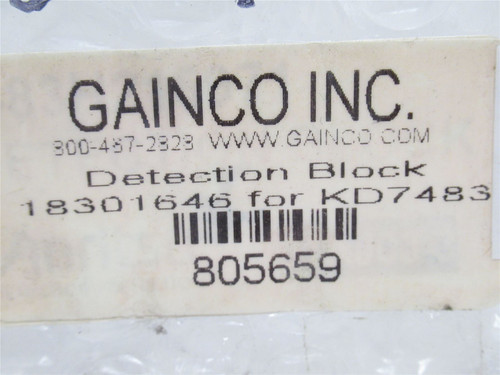 GAINCO INC.
800-467-2828 WWW.GAINCO.COM
Detection Block
18301646 for KD7483
805659